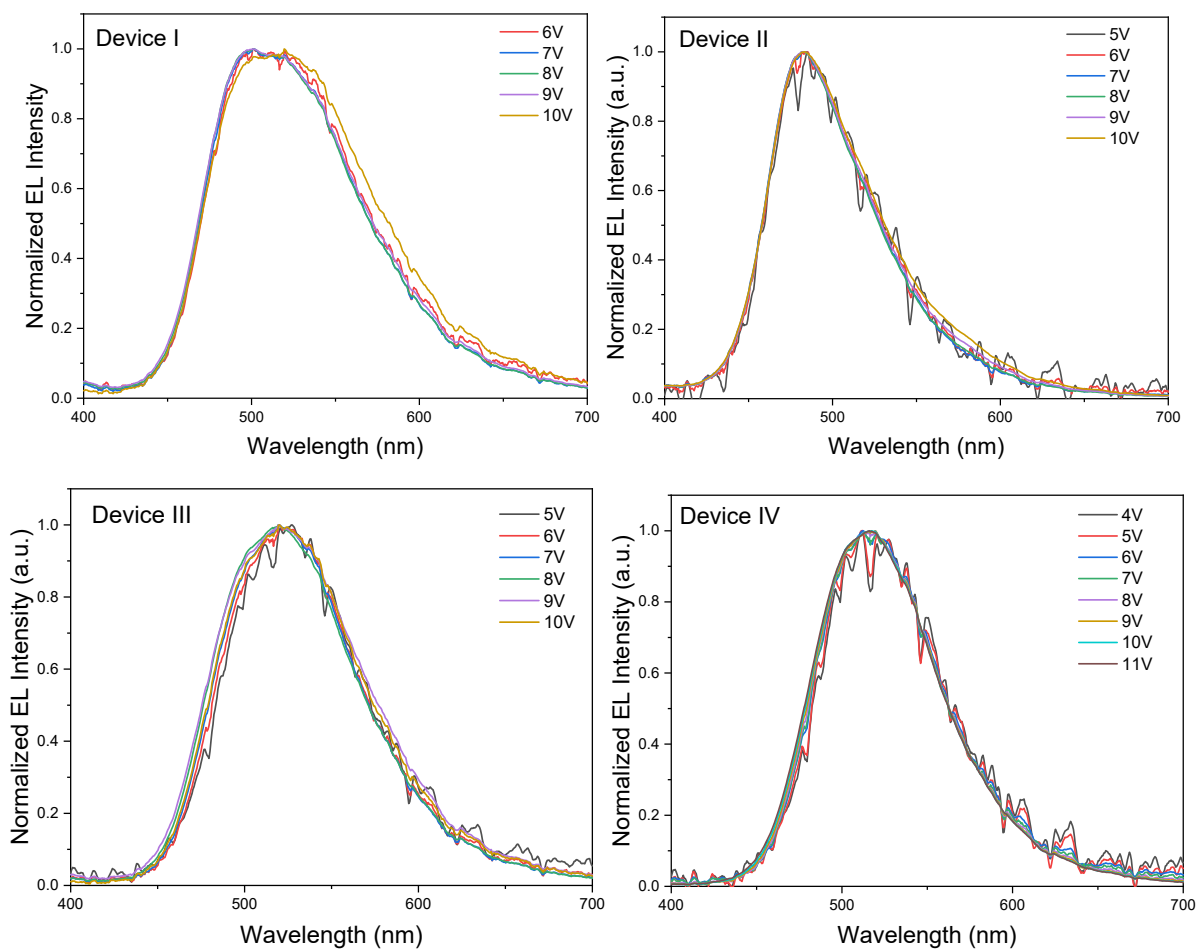 Device I
6V
7V
8V
9V
10V
1.0
0.8
0.6
0.4
0.2
0.0
400
500
600
700
Normalized EL Intensity
Wavelength (nm)
Device II
5V
6V
7V
8V
9V
10V
1.0
0.8
0.6
0.4
0.2
0.0
400
500
600
700
Normalized EL Intensity (a.u.)
Wavelength (nm)
Device III
5V
6V
7V
8V
9V
10V
1.0
0.8
0.6
0.4
0.2
0.0
400
500
600
700
Normalized EL Intensity (a.u.)
Wavelength (nm)
Device IV
4V
5V
6V
7V
8V
9V
10V
11V
1.0
0.8
0.6
0.4
0.2
0.0
400
500
600
700
Normalized EL Intensity (a.u.)
Wavelength (nm)